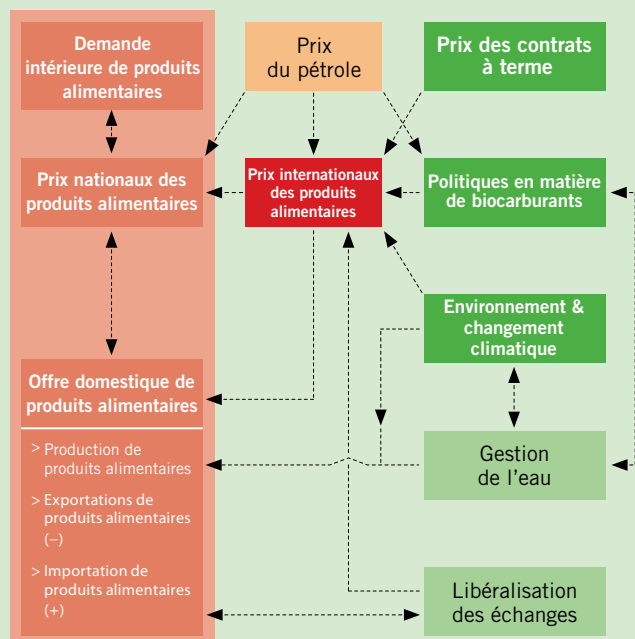 Demande
intérieure de produits
alimentaires
Prix
du pétrole
Prix des contrats
à terme
Prix nationaux des
produits alimentaires
Prix internationaux
des produits
alimentaires
Politiques en matière
de biocarburants
Environnement &
changement
climatique
Offre domestique de
produits alimentaires
> Production de
produits alimentaires
> Exportations de
produits alimentaires
(–)
> Importation de
produits alimentaires
(+)
Gestion
de l'eau
Libéralisation
des échanges